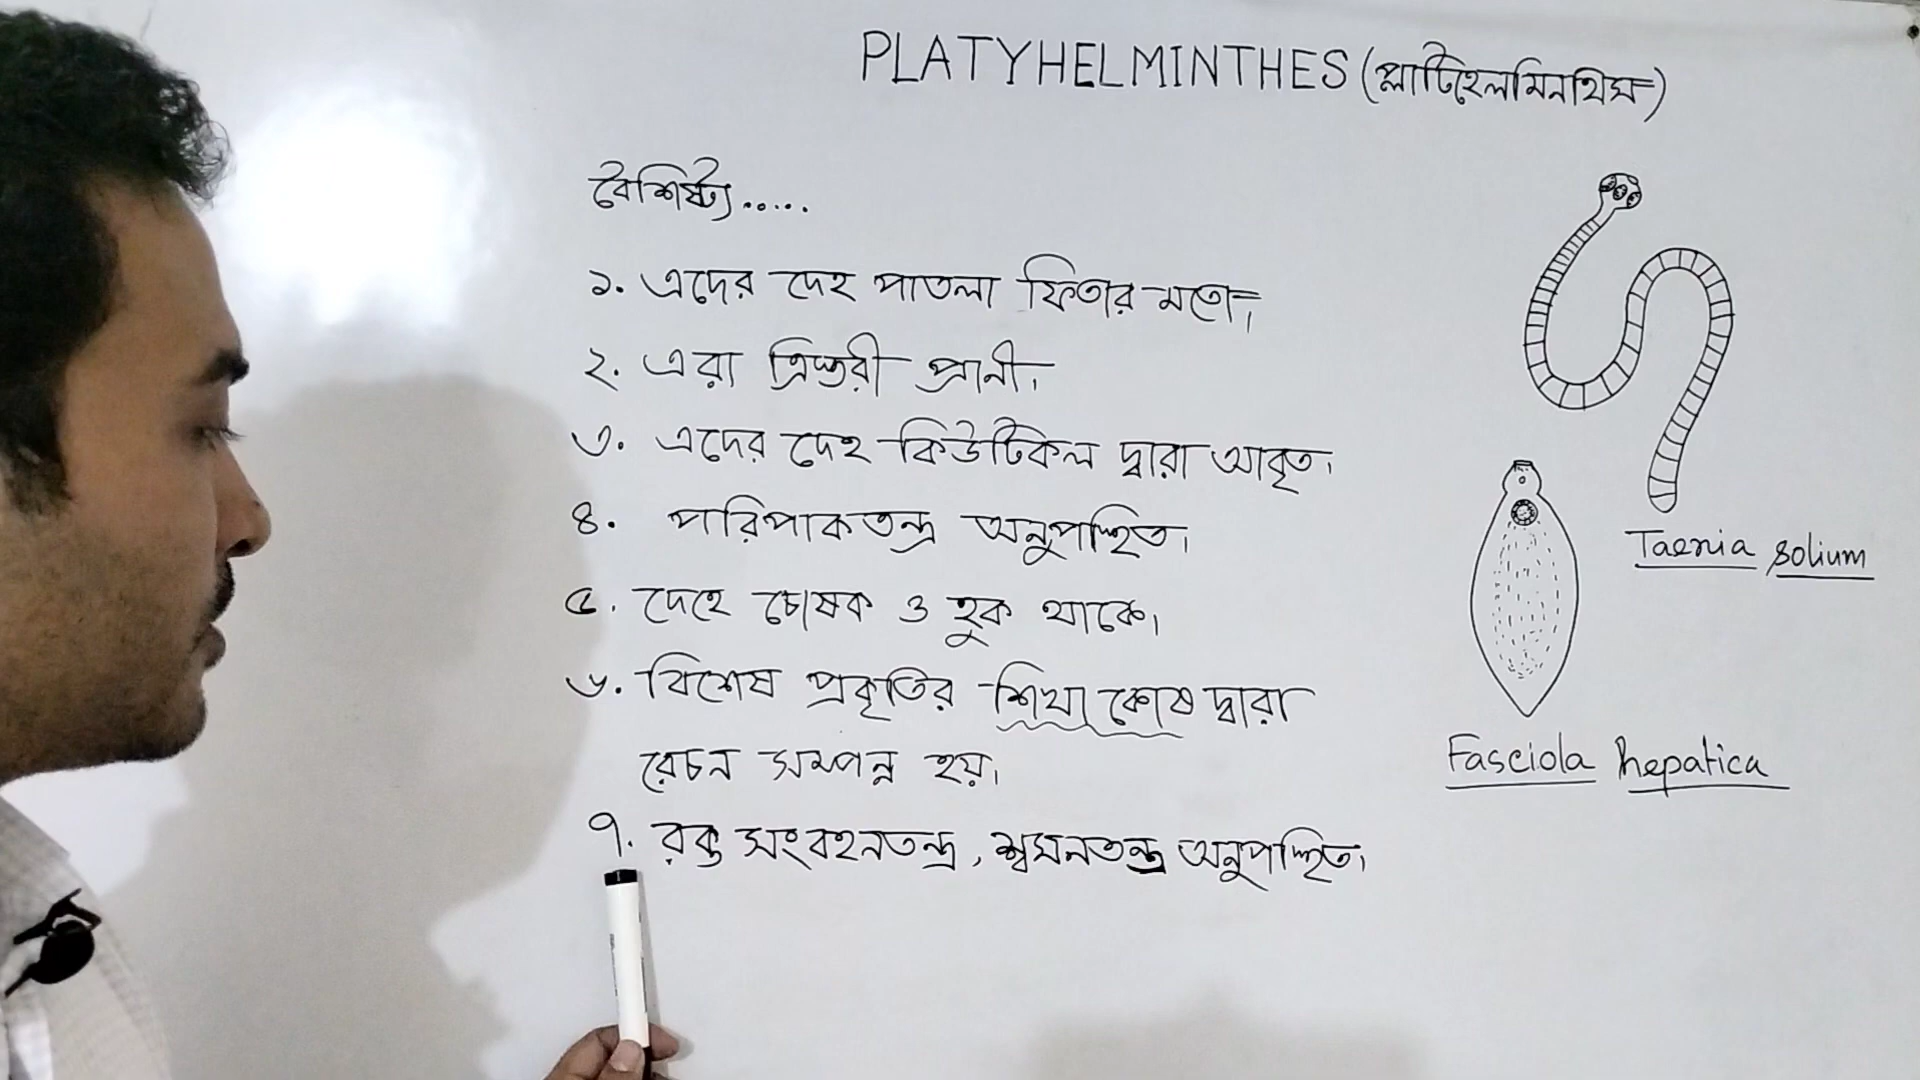 PLATYHELMINTHES (প্লাটিহেলমিনথিস)
বৈশিষ্ট্য.....
১. এদের দেহ পাতলা ফিতার মতো।
২. এরা ত্রিস্তরী প্রানী।
৩. এদের দেহ কিউটিকল দ্বারা আবৃত।
৪. পরিপাকতন্ত্র অনুপস্থিত।
৫. দেহে চোষক ও হুক থাকে।
৬. বিশেষ প্রকৃতির শিখা কোষ দ্বারা
রেচন সম্পন্ন হয়।
৭. রক্ত সংবহনতন্ত্র, শ্বসনতন্ত্র অনুপস্থিত।
Taenia solium
Fasciola hepatica